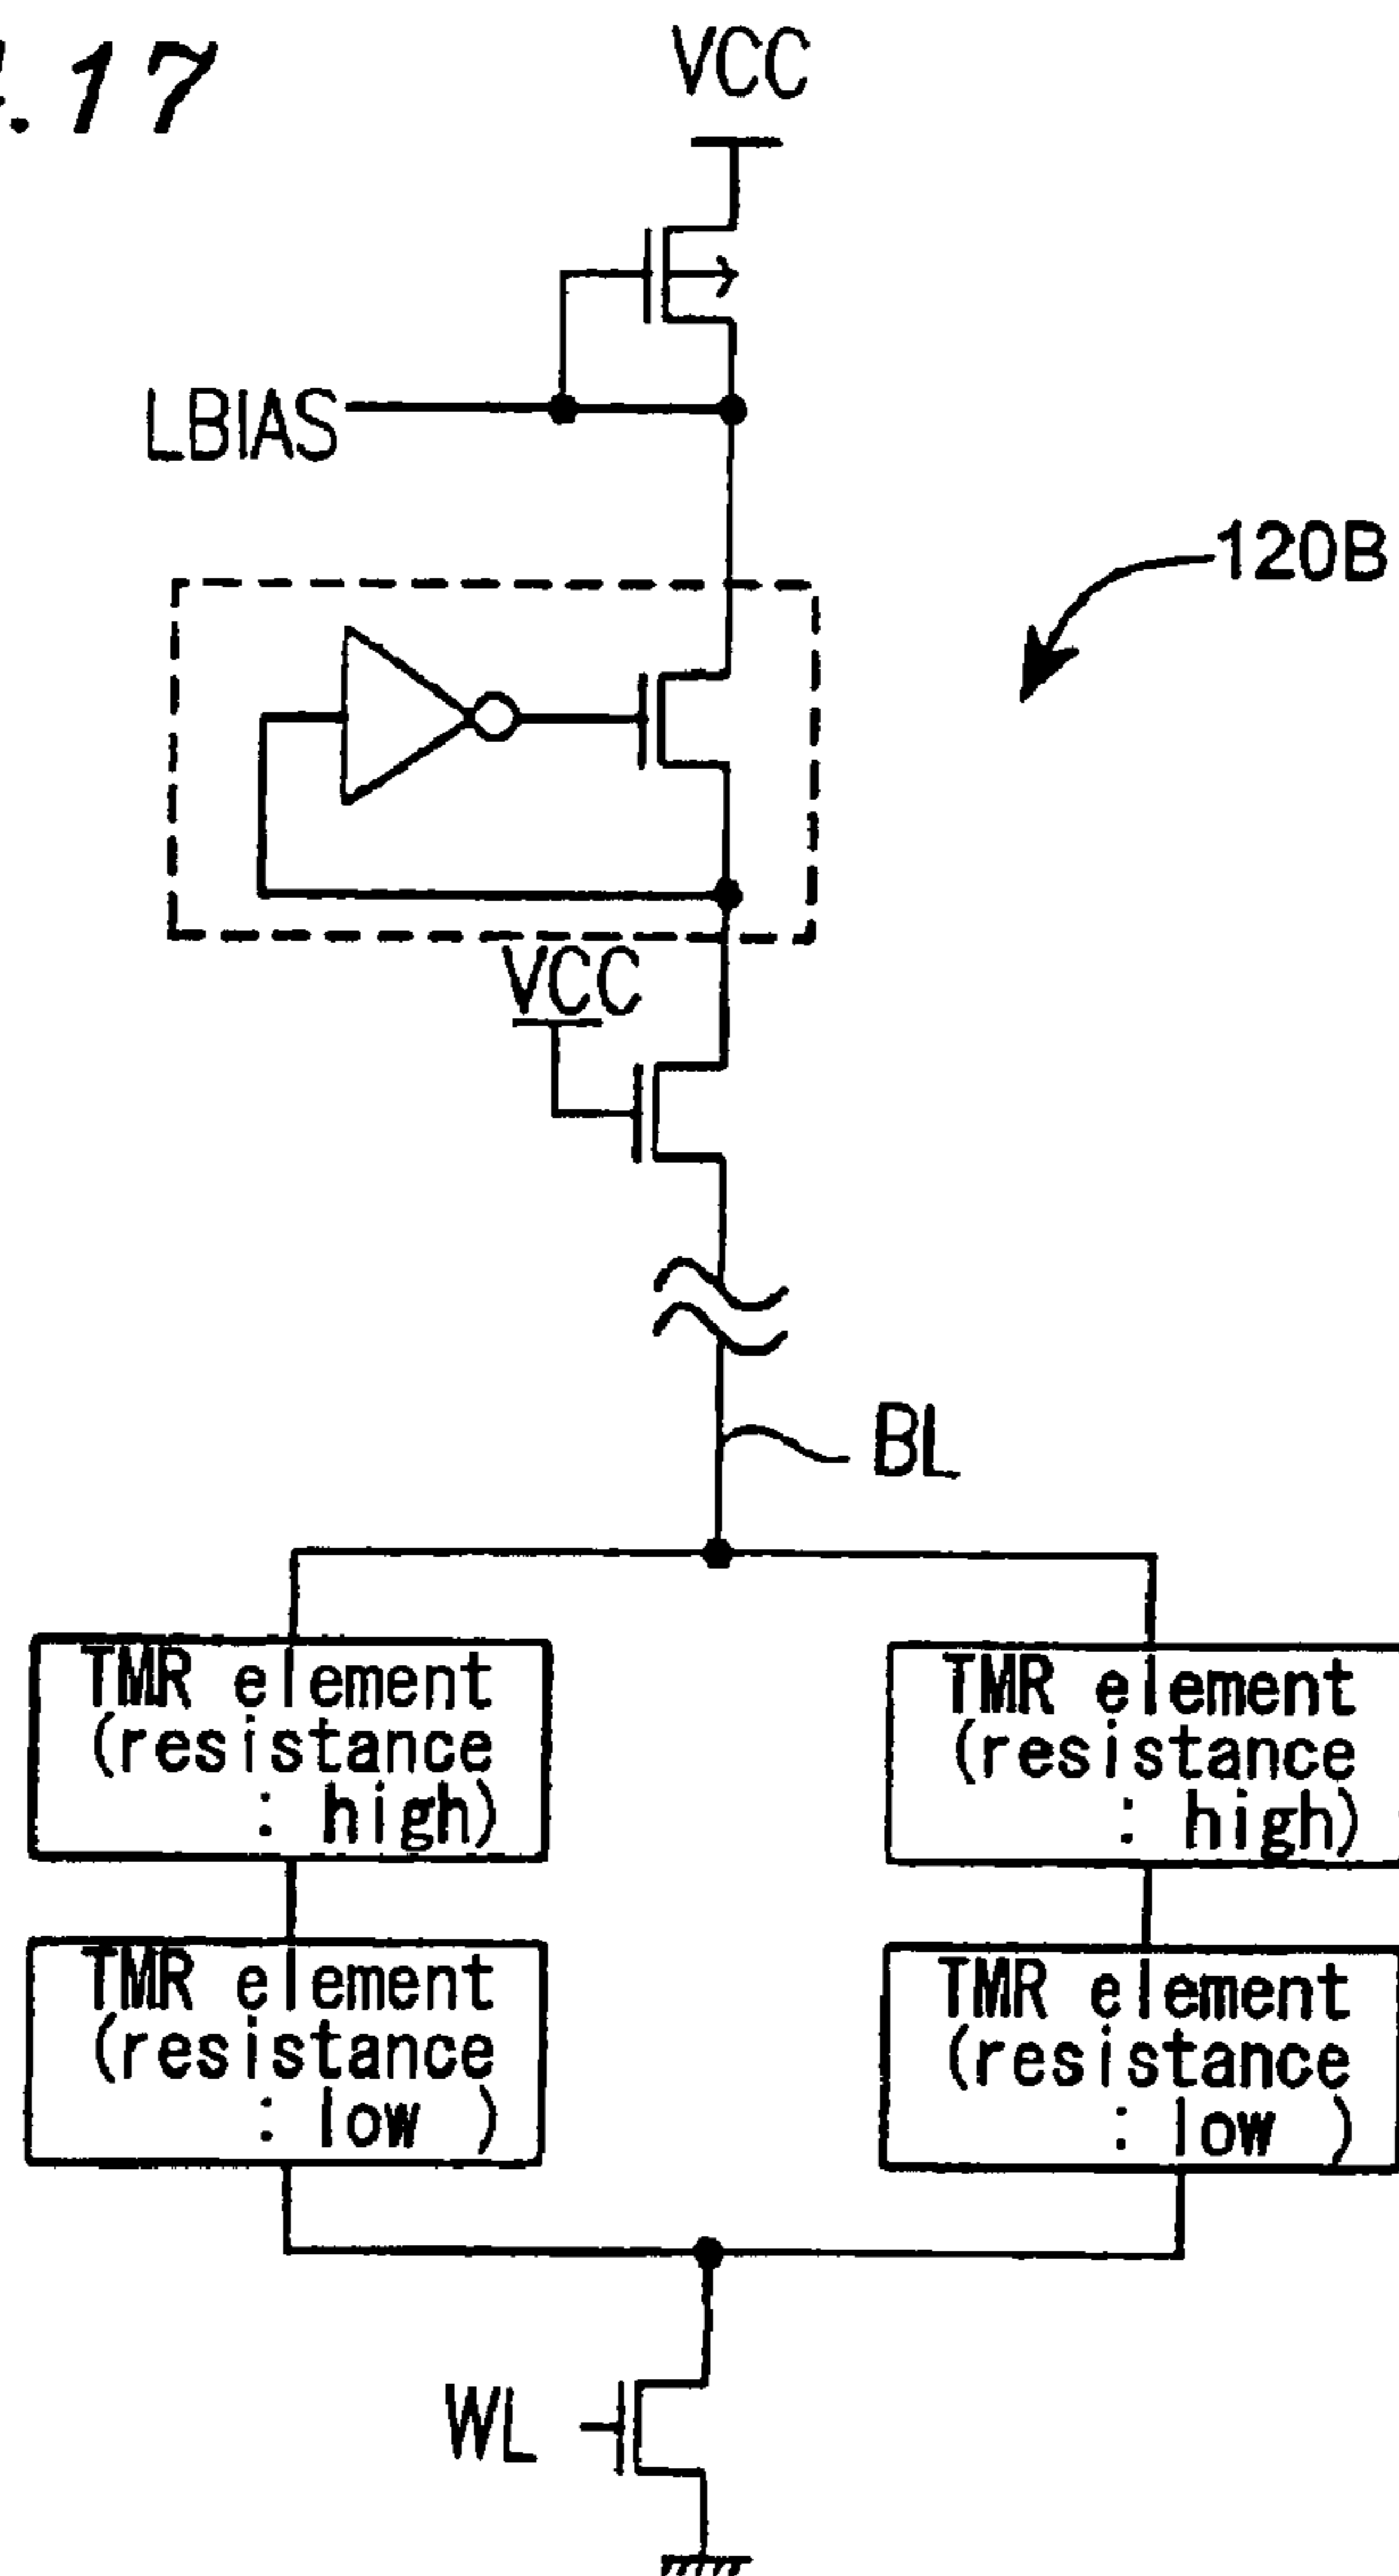 .17
VCC
LBIAS
120B
VCC
BL
TMR element
(resistance
: high)
TMR element
(resistance
: high)
TMR element
(resistance
: low )
TMR element
(resistance
: low )
WL